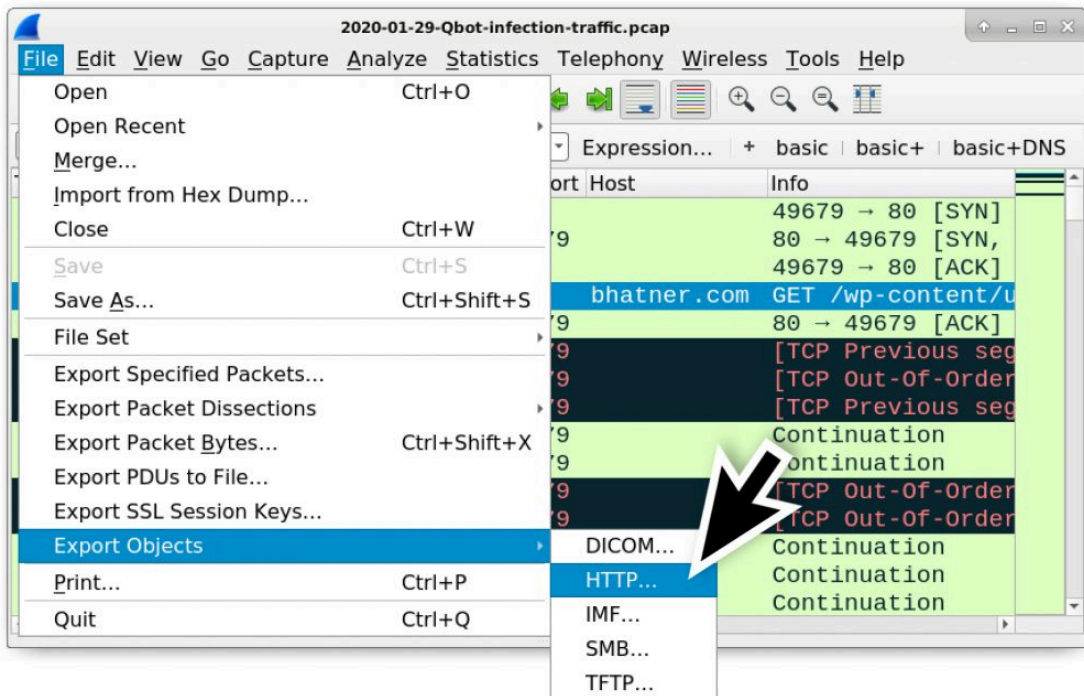 2020-01-29-Qbot-infection-traffic.pcap
File Edit View Go Capture Analyze Statistics Telephony Wireless Tools Help
Open Ctrl+O
Open Recent
Merge...
Import from Hex Dump...
Close Ctrl+W
Save Ctrl+S
Save As... Ctrl+Shift+S
File Set
Export Specified Packets...
Export Packet Dissections
Export Packet Bytes... Ctrl+Shift+X
Export PDUs to File...
Export SSL Session Keys...
Export Objects
Print... Ctrl+P
Quit Ctrl+Q
DICOM...
HTTP...
IMF...
SMB...
TFTP...
Expression... + basic basic+ basic+DNS
ort Host Info
49679 → 80 [SYN]
79 80 → 49679 [SYN,
49679 → 80 [ACK]
bhatner.com GET /wp-content/u
79 80 → 49679 [ACK]
79 [TCP Previous seg
79 [TCP Out-Of-Order
79 [TCP Previous seg
79 Continuation
79 Continuation
79 [TCP Out-Of-Order
79 [TCP Out-Of-Order
Continuation
Continuation
Continuation